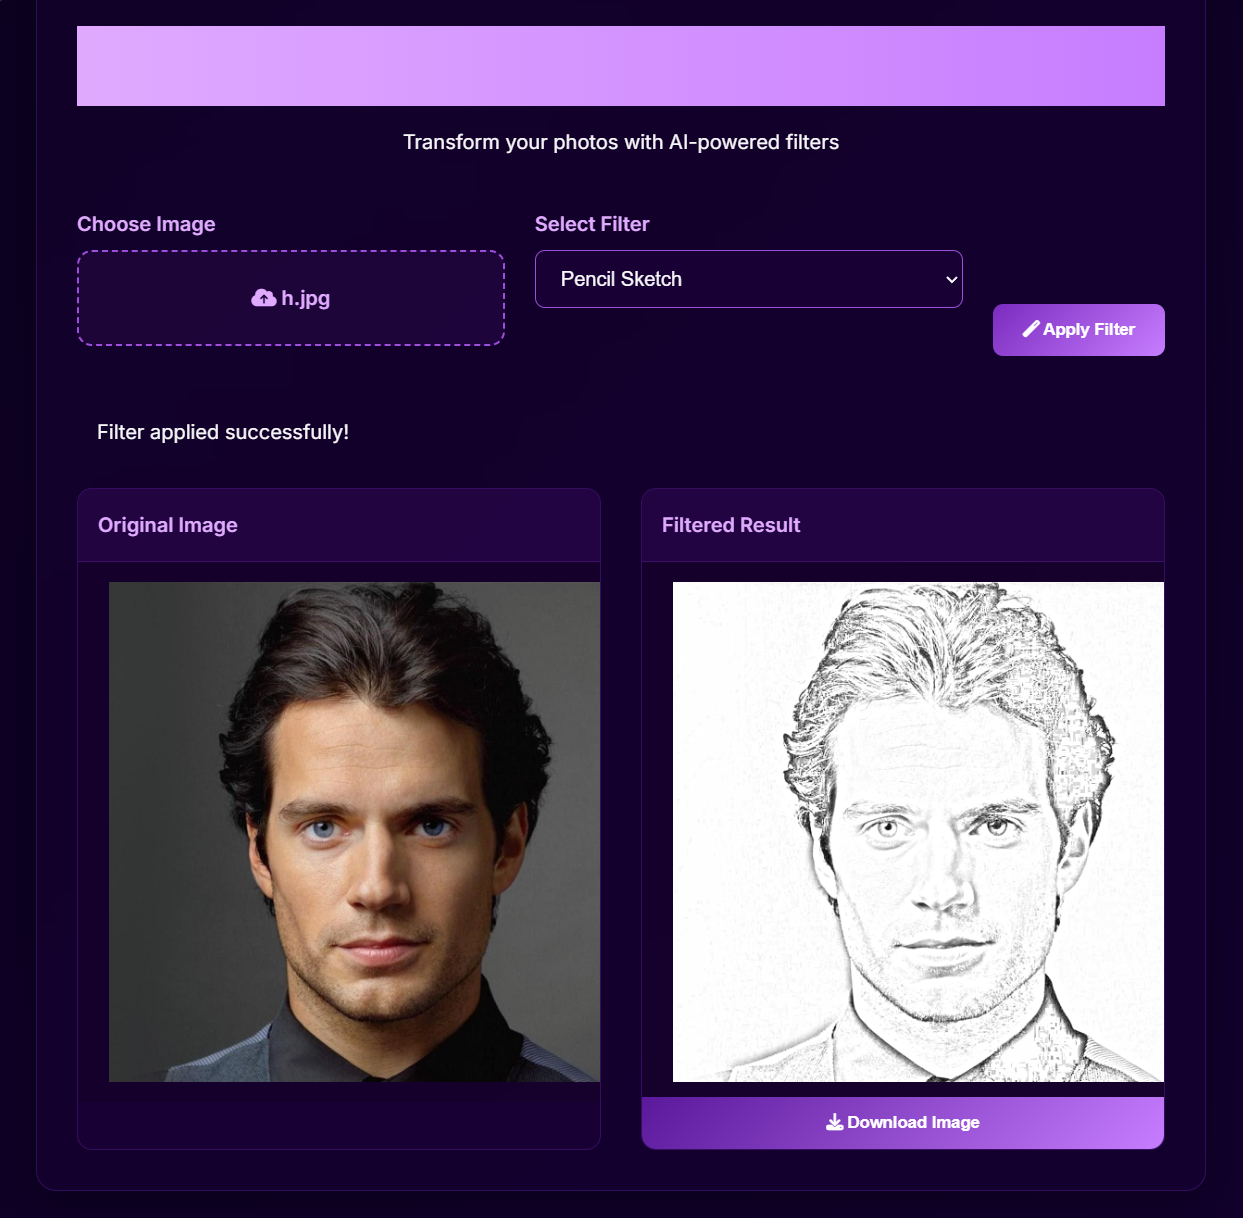 Transform your photos with AI-powered filters
Choose Image
h.jpg
Select Filter
Pencil Sketch
Apply Filter
Filter applied successfully!
Original Image
Filtered Result
Download Image